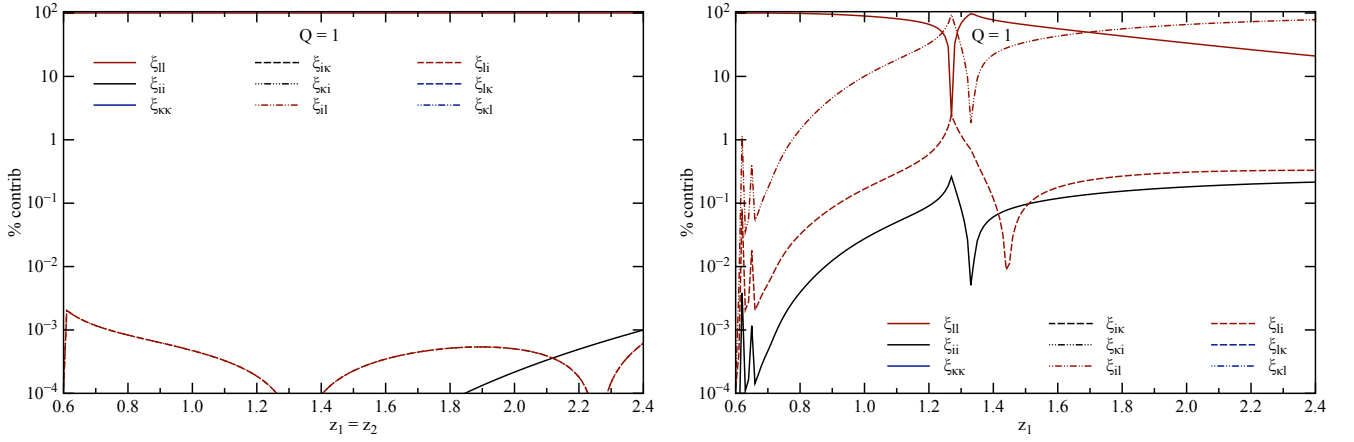 % contrib
10²
10
1
10⁻¹
10⁻²
10⁻³
10⁻⁴
Q = 1
ξll ξiκ ξli
ξii ξκi ξlκ
ξκκ ξil ξκl
0.6 0.8 1.0 1.2 1.4 1.6 1.8 2.0 2.2 2.4
z₁ = z₂
% contrib
10²
10
1
10⁻¹
10⁻²
10⁻³
10⁻⁴
Q = 1
ξll ξiκ ξli
ξii ξκi ξlκ
ξκκ ξil ξκl
0.6 0.8 1.0 1.2 1.4 1.6 1.8 2.0 2.2 2.4
z₁